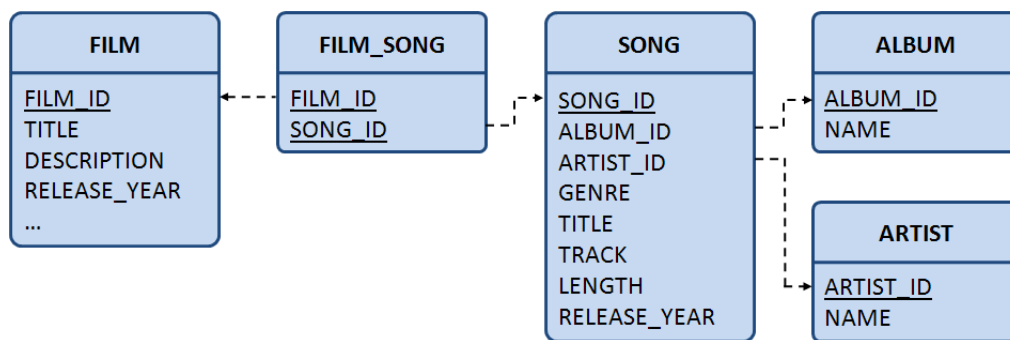 FILM
FILM_ID
TITLE
DESCRIPTION
RELEASE_YEAR
...
FILM_SONG
FILM_ID
SONG_ID
SONG
SONG_ID
ALBUM_ID
ARTIST_ID
GENRE
TITLE
TRACK
LENGTH
RELEASE_YEAR
ALBUM
ALBUM_ID
NAME
ARTIST
ARTIST_ID
NAME